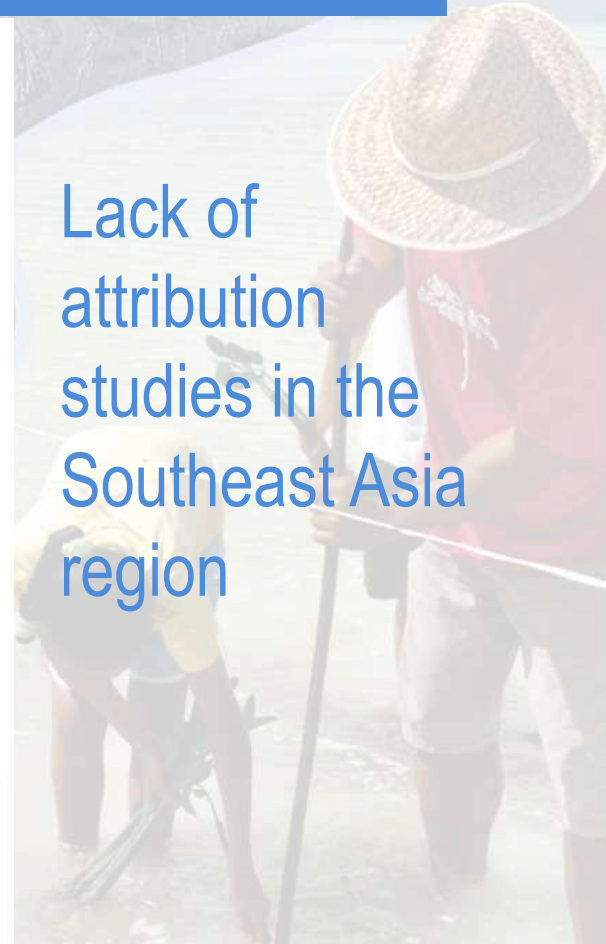 Lack of
attribution
studies in the
Southeast Asia
region